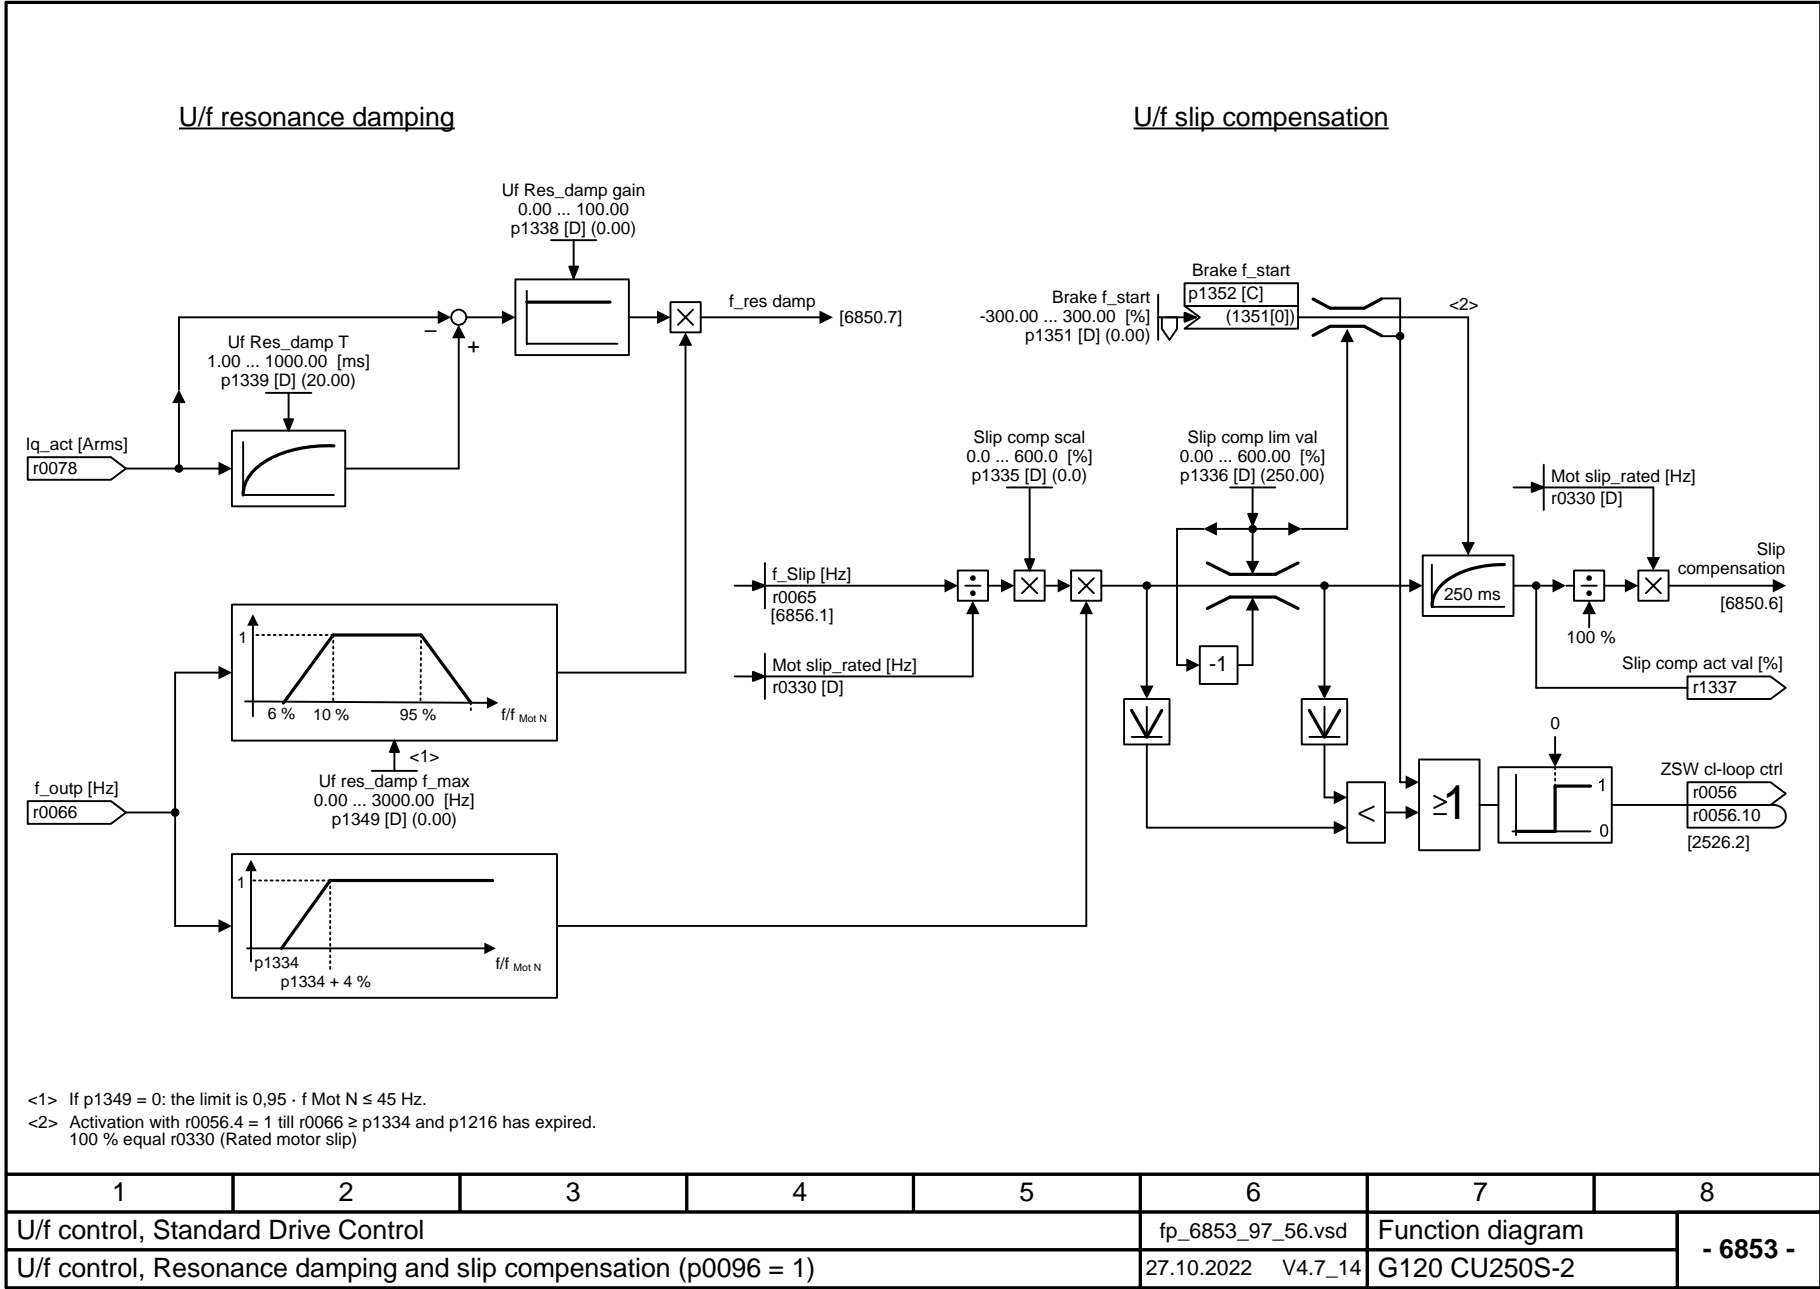 U/f resonance damping
U/f slip compensation
Uf Res_damp gain
0.00 ... 100.00
p1338 [D] (0.00)
f_res damp
[6850.7]
–
+
Uf Res_damp T
1.00 ... 1000.00 [ms]
p1339 [D] (20.00)
Iq_act [Arms]
r0078
Brake f_start
-300.00 ... 300.00 [%]
p1351 [D] (0.00)
Brake f_start
p1352 [C]
(1351[0])
<2>
Slip comp scal
0.0 ... 600.0 [%]
p1335 [D] (0.0)
Slip comp lim val
0.00 ... 600.00 [%]
p1336 [D] (250.00)
Mot slip_rated [Hz]
r0330 [D]
f_Slip [Hz]
r0065
[6856.1]
Mot slip_rated [Hz]
r0330 [D]
-1
250 ms
100 %
Slip
compensation
[6850.6]
Slip comp act val [%]
r1337
1
6 %
10 %
95 %
f/f Mot N
<1>
Uf res_damp f_max
0.00 ... 3000.00 [Hz]
p1349 [D] (0.00)
f_outp [Hz]
r0066
1
p1334
p1334 + 4 %
f/f Mot N
<
≥1
0
1
0
ZSW cl-loop ctrl
r0056
r0056.10
[2526.2]
<1> If p1349 = 0: the limit is 0,95 · f Mot N ≤ 45 Hz.
<2> Activation with r0056.4 = 1 till r0066 ≥ p1334 and p1216 has expired.
100 % equal r0330 (Rated motor slip)
1 2 3 4 5 6 7 8
U/f control, Standard Drive Control
fp_6853_97_56.vsd
Function diagram
- 6853 -
U/f control, Resonance damping and slip compensation (p0096 = 1)
27.10.2022 V4.7_14
G120 CU250S-2